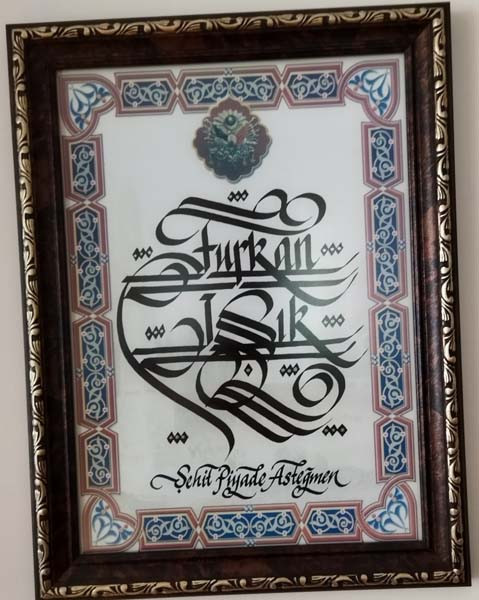 Furkan
Işık
Şehit Piyade Asteğmen